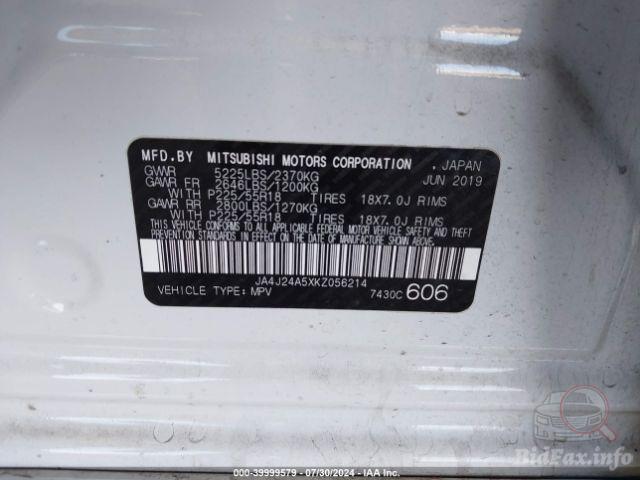 MFD.BY MITSUBISHI MOTORS CORPORATION . JAPAN
GVWR 5225LBS/2370KG JUN 2019
GAWR FR 2646LBS/1200KG
WITH P225/55R18 TIRES 18X7.0J RIMS
GAWR RR 2800LBS/1270KG
WITH P225/55R18 TIRES 18X7.0J RIMS
THIS VEHICLE CONFORMS TO ALL APPLICABLE FEDERAL MOTOR VEHICLE SAFETY AND THEFT
PREVENTION STANDARDS IN EFFECT ON THE DATE OF MANUFACTURE SHOWN ABOVE.
JA4J24A5XKZ056214
VEHICLE TYPE: MPV 7430C 606
BidFax.info
000-39999579 - 07/30/2024 - IAA Inc.